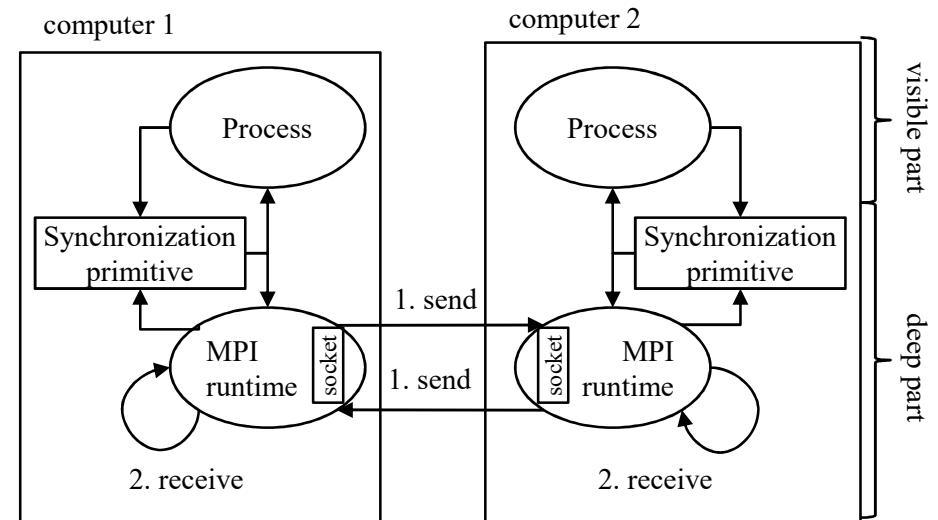 computer 1
computer 2
Process
Process
visible part
Synchronization
primitive
Synchronization
primitive
1. send
MPI
runtime
socket
socket
MPI
runtime
1. send
deep part
2. receive
2. receive